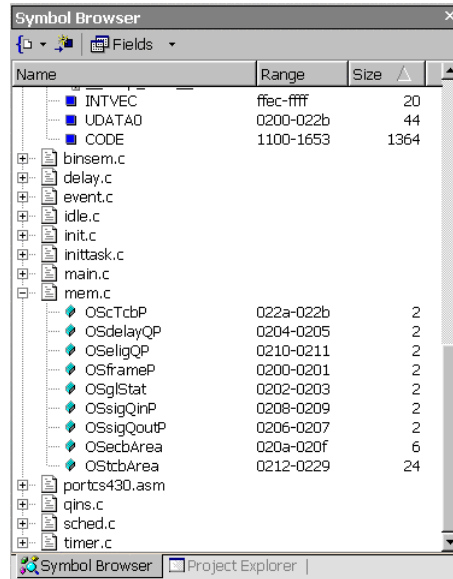 Symbol Browser
Fields
Name Range Size
INTVEC ffec-ffff 20
UDATA0 0200-022b 44
CODE 1100-1653 1364
binsem.c
delay.c
event.c
idle.c
init.c
inittask.c
main.c
mem.c
OScTcbP 022a-022b 2
OSdelayQP 0204-0205 2
OSeligQP 0210-0211 2
OSframeP 0200-0201 2
OSglStat 0202-0203 2
OSsigQinP 0208-0209 2
OSsigQoutP 0206-0207 2
OSecbArea 020a-020f 6
OStcbArea 0212-0229 24
portcs430.asm
qins.c
sched.c
timer.c
Symbol Browser Project Explorer